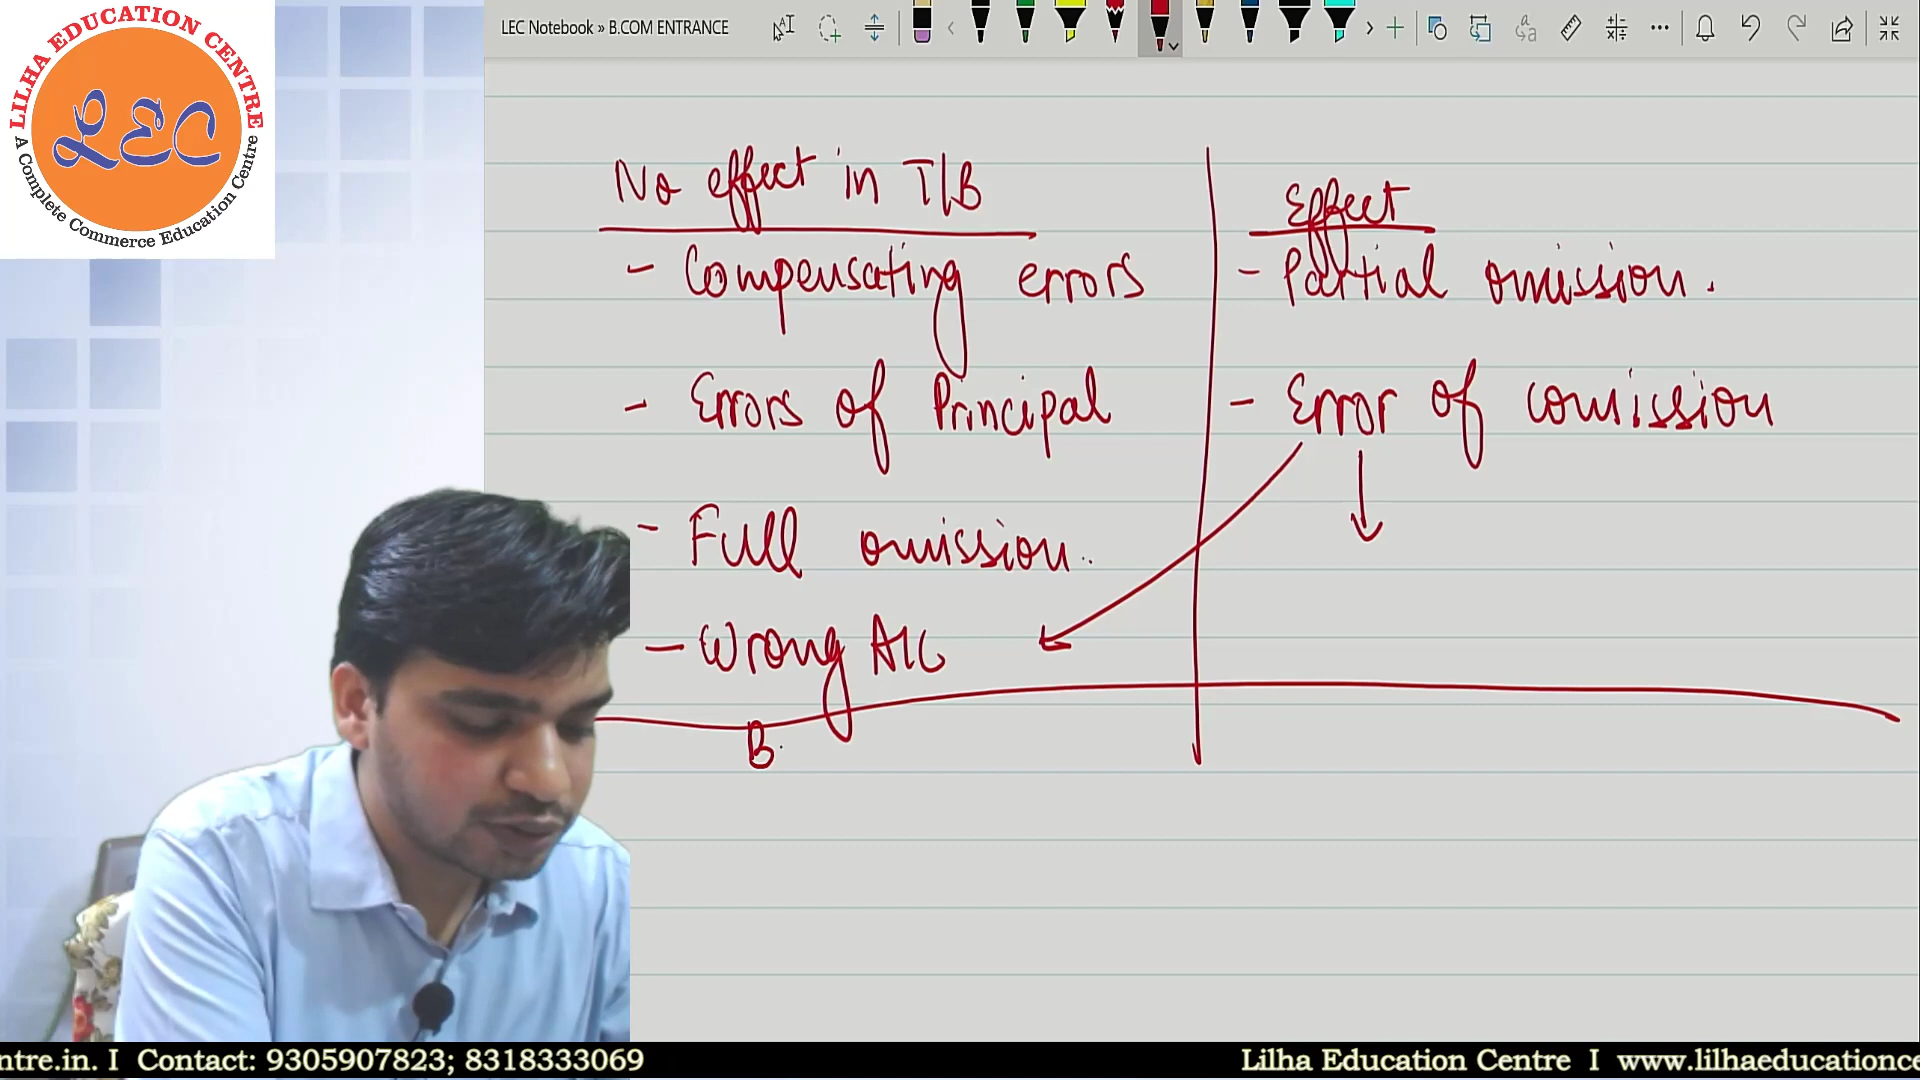 LILHA EDUCATION CENTRE
LEC
A Complete Commerce Education Centre
LEC Notebook » B.COM ENTRANCE
No effect in T/B
- Compensating errors
- Errors of Principal
- Full omission.
- Wrong A/C
B.
Effect
- Partial omission.
- Error of comission
ntre.in. I Contact: 9305907823; 8318333069
Lilha Education Centre I www.lilhaeducationce